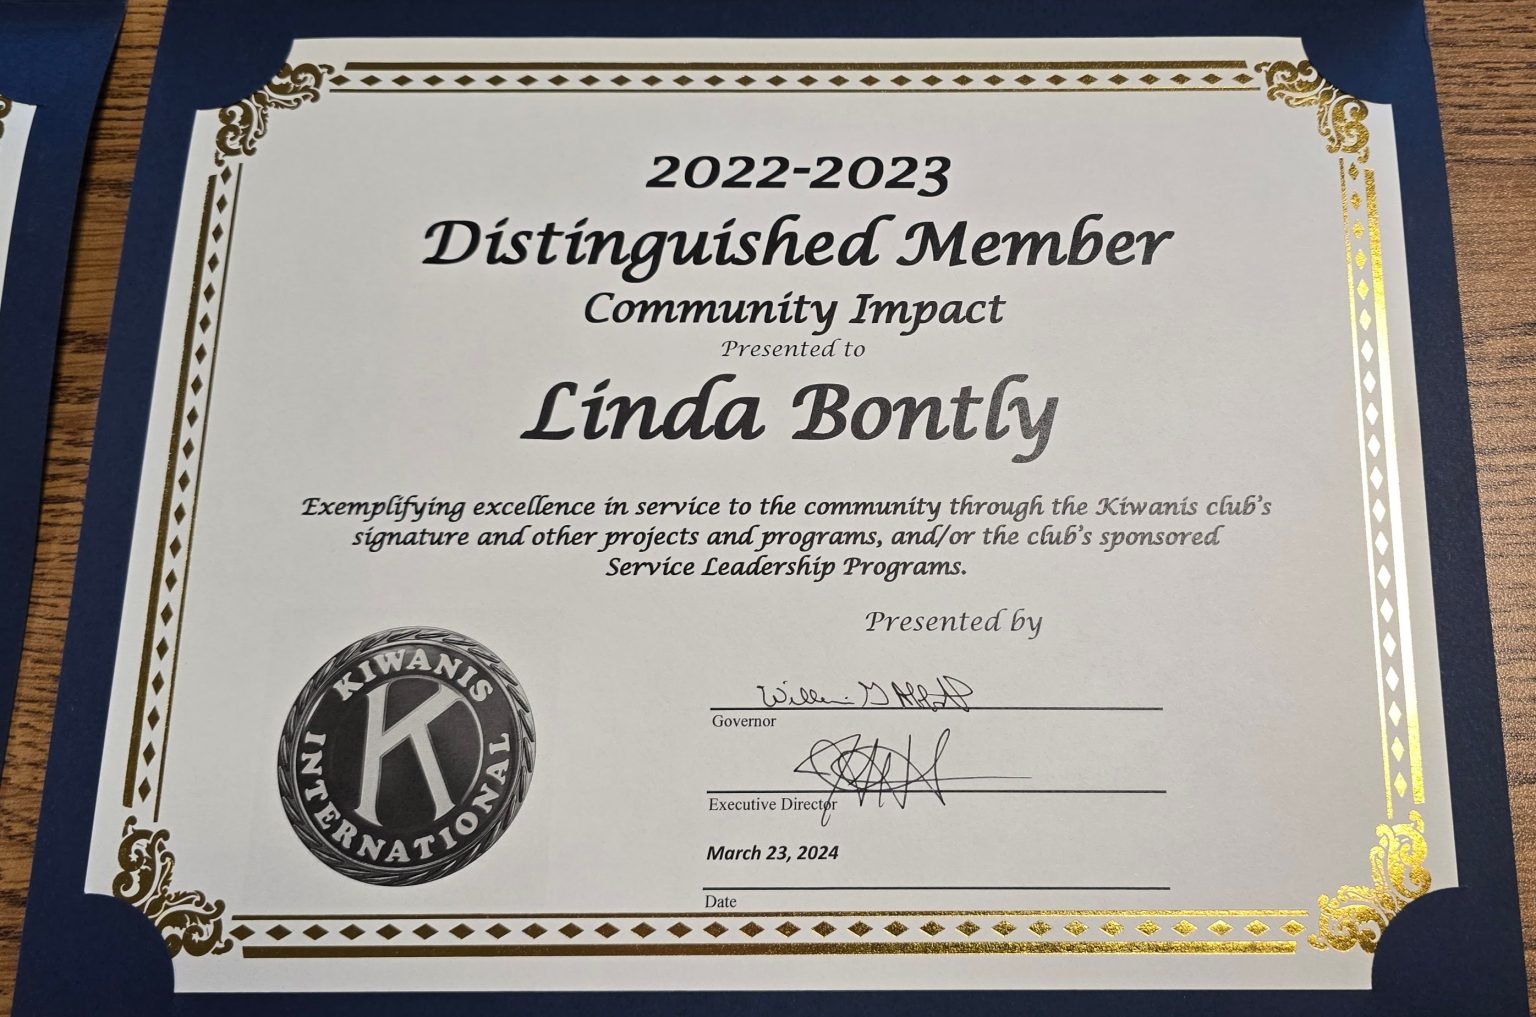 2022-2023
Distinguished Member
Community Impact
Presented to
Linda Bontly
Exemplifying excellence in service to the community through the Kiwanis club's
signature and other projects and programs, and/or the club's sponsored
Service Leadership Programs.
Presented by
KIWANIS
K
INTERNATIONAL
Governor
Executive Director
March 23, 2024
Date